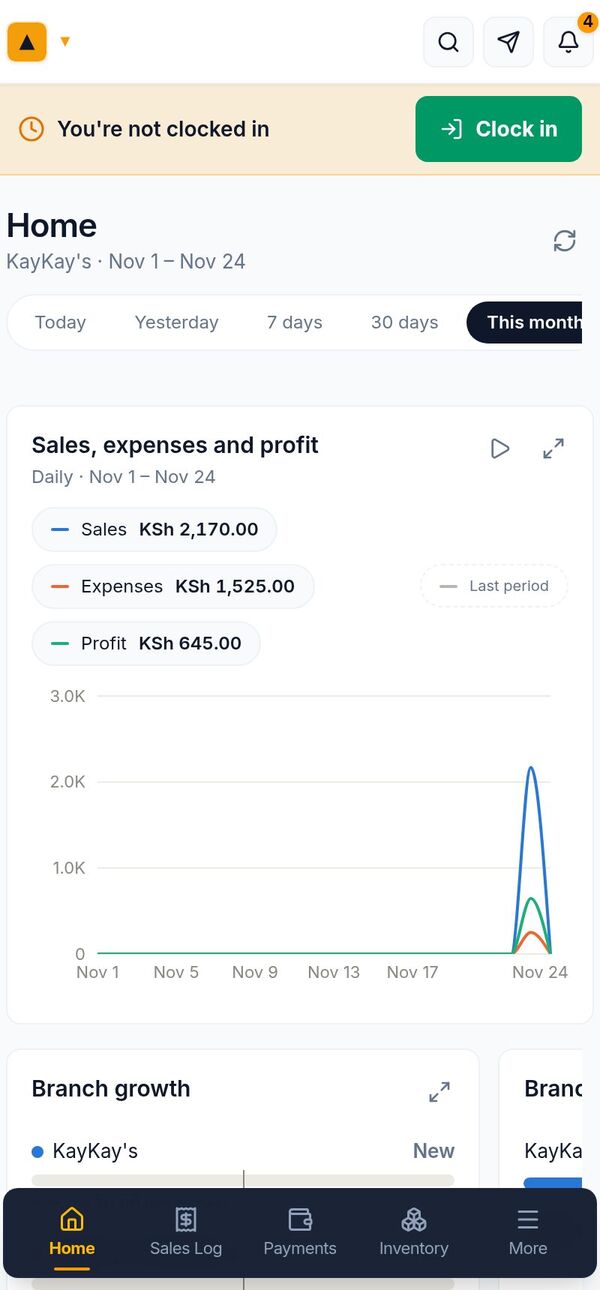 4
You're not clocked in
Clock in
Home
KayKay's · Nov 1 – Nov 24
Today Yesterday 7 days 30 days This month
Sales, expenses and profit
Daily · Nov 1 – Nov 24
Sales KSh 2,170.00
Expenses KSh 1,525.00 Last period
Profit KSh 645.00
3.0K
2.0K
1.0K
0
Nov 1 Nov 5 Nov 9 Nov 13 Nov 17 Nov 24
Branch growth Branc
KayKay's New KayKa
Home Sales Log Payments Inventory More